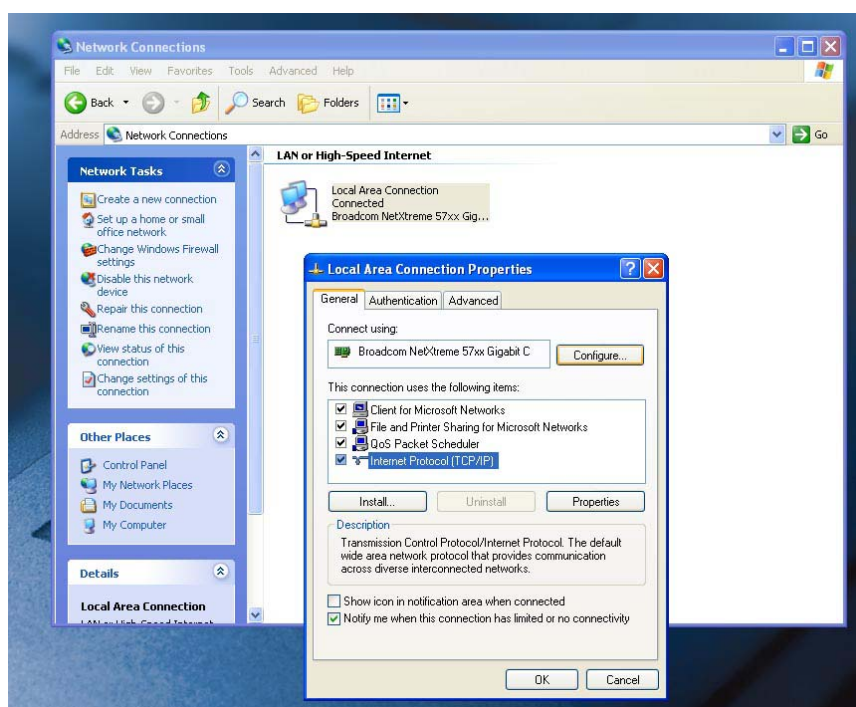 Network Connections
File Edit View Favorites Tools Advanced Help
Back Search Folders
Address Network Connections Go
Network Tasks
Create a new connection
Set up a home or small
office network
Change Windows Firewall
settings
Disable this network
device
Repair this connection
Rename this connection
View status of this
connection
Change settings of this
connection
Other Places
Control Panel
My Network Places
My Documents
My Computer
Details
Local Area Connection
LAN or High-Speed Internet
LAN or High-Speed Internet
Local Area Connection
Connected
Broadcom NetXtreme 57xx Gig...
Local Area Connection Properties
General Authentication Advanced
Connect using:
Broadcom NetXtreme 57xx Gigabit C Configure...
This connection uses the following items:
Client for Microsoft Networks
File and Printer Sharing for Microsoft Networks
QoS Packet Scheduler
Internet Protocol (TCP/IP)
Install... Uninstall Properties
Description
Transmission Control Protocol/Internet Protocol. The default
wide area network protocol that provides communication
across diverse interconnected networks.
Show icon in notification area when connected
Notify me when this connection has limited or no connectivity
OK Cancel